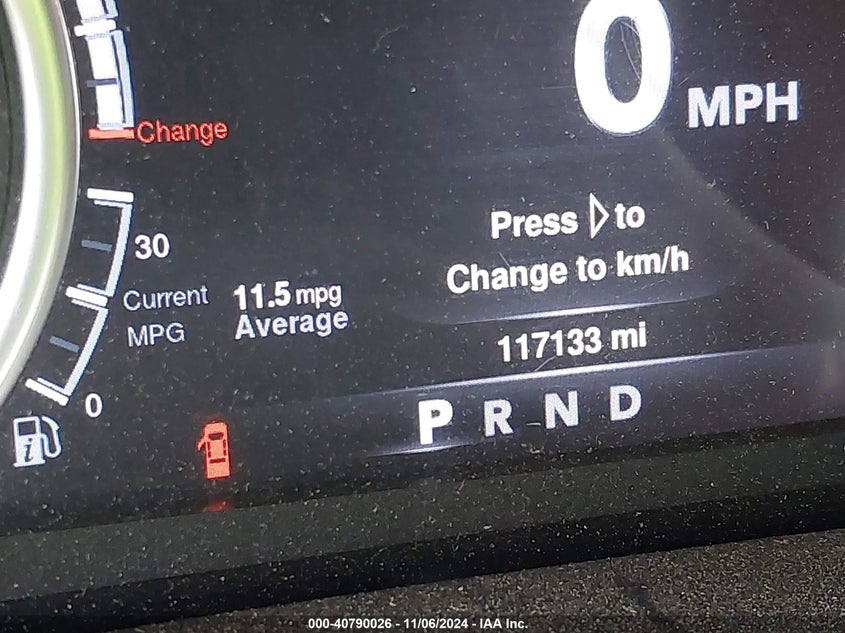 0 MPH
Change
Press ▷ to
Change to km/h
30
Current
MPG
11.5 mpg
Average
117133 mi
0
P R N D
i
000-40790026 - 11/06/2024 - IAA Inc.